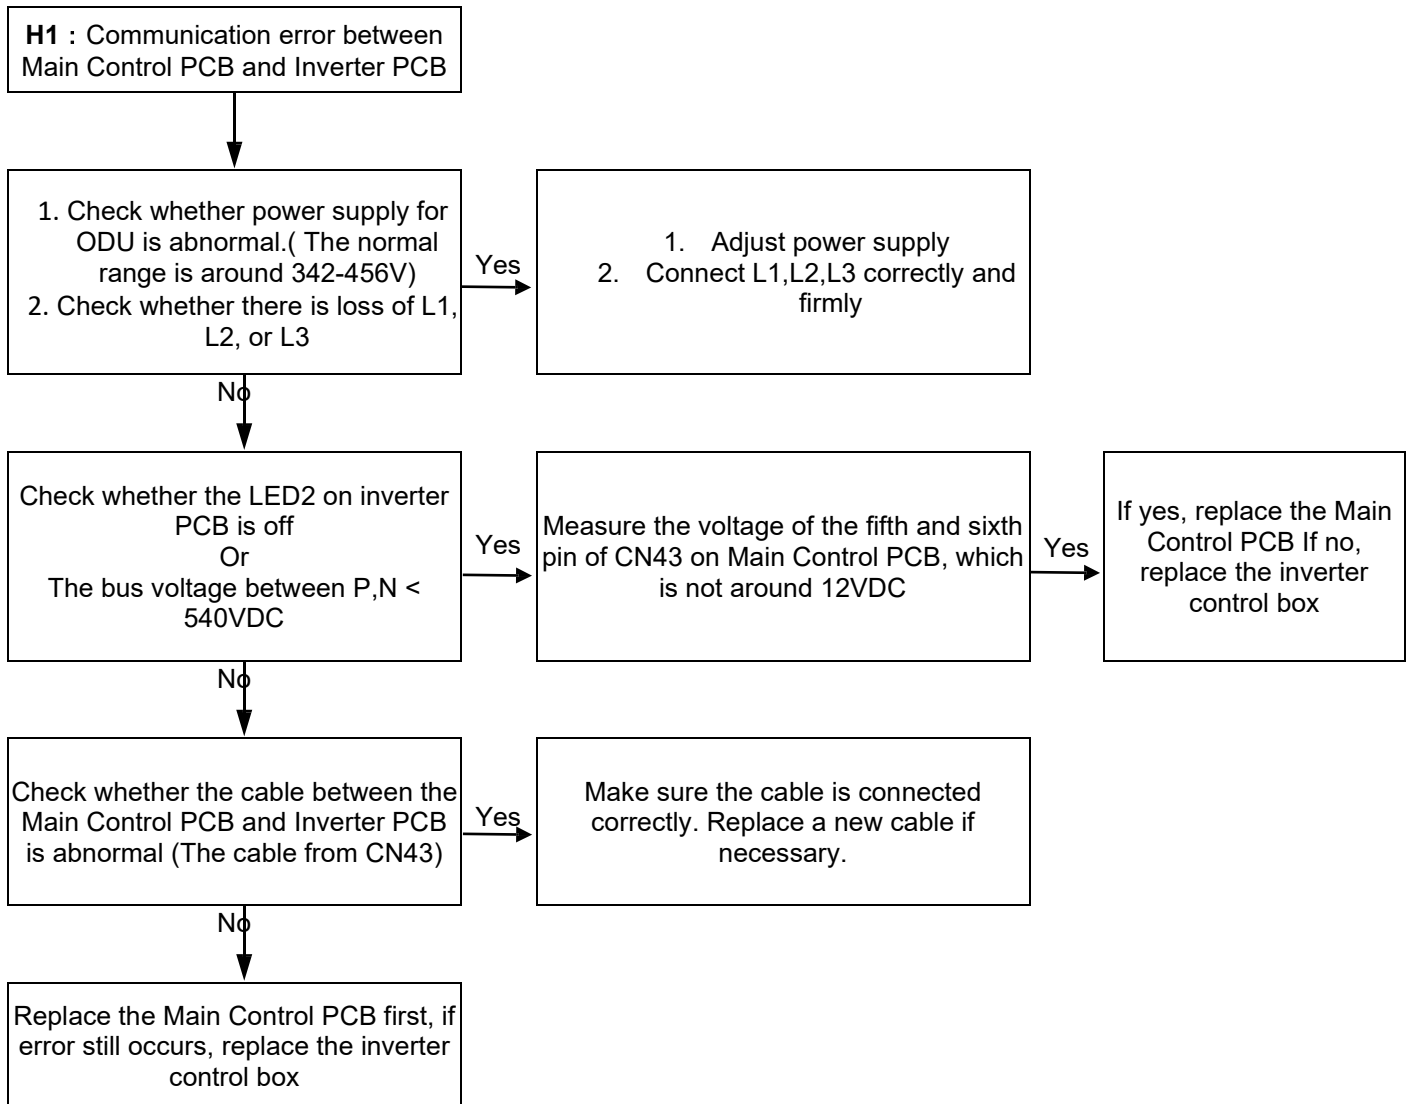 H1 : Communication error between
Main Control PCB and Inverter PCB
1. Check whether power supply for
ODU is abnormal.( The normal
range is around 342-456V)
2. Check whether there is loss of L1,
L2, or L3
Yes
1. Adjust power supply
2. Connect L1,L2,L3 correctly and
firmly
No
Check whether the LED2 on inverter
PCB is off
Or
The bus voltage between P,N <
540VDC
Yes
Measure the voltage of the fifth and sixth
pin of CN43 on Main Control PCB, which
is not around 12VDC
Yes
If yes, replace the Main
Control PCB If no,
replace the inverter
control box
No
Check whether the cable between the
Main Control PCB and Inverter PCB
is abnormal (The cable from CN43)
Yes
Make sure the cable is connected
correctly. Replace a new cable if
necessary.
No
Replace the Main Control PCB first, if
error still occurs, replace the inverter
control box